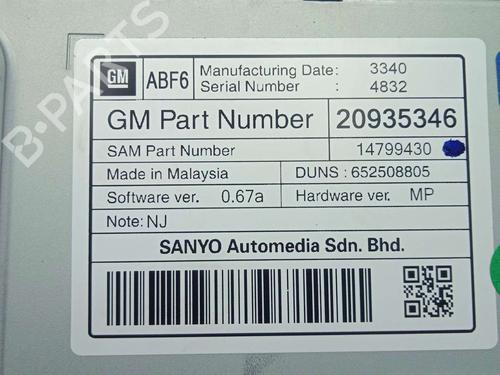 GM ABF6 Manufacturing Date: 3340
Serial Number : 4832
GM Part Number 20935346
SAM Part Number 14799430
Made in Malaysia DUNS : 652508805
Software ver. 0.67a Hardware ver. MP
Note: NJ
SANYO Automedia Sdn. Bhd.
B-PARTS